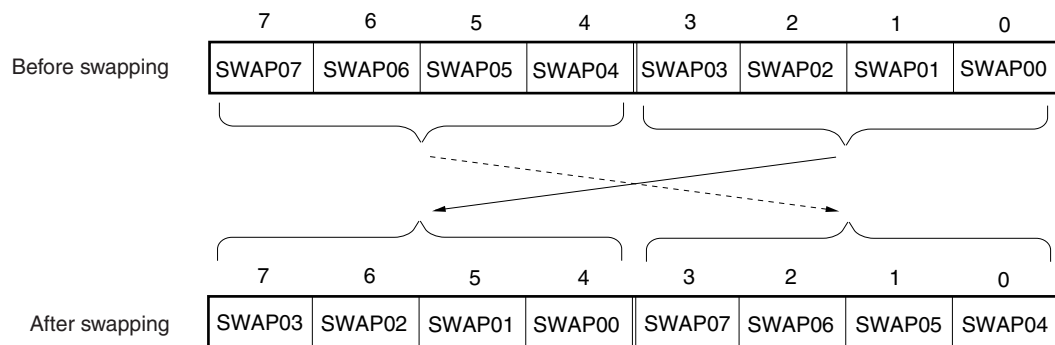 7 6 5 4 3 2 1 0
Before swapping SWAP07 SWAP06 SWAP05 SWAP04 SWAP03 SWAP02 SWAP01 SWAP00
7 6 5 4 3 2 1 0
After swapping SWAP03 SWAP02 SWAP01 SWAP00 SWAP07 SWAP06 SWAP05 SWAP04